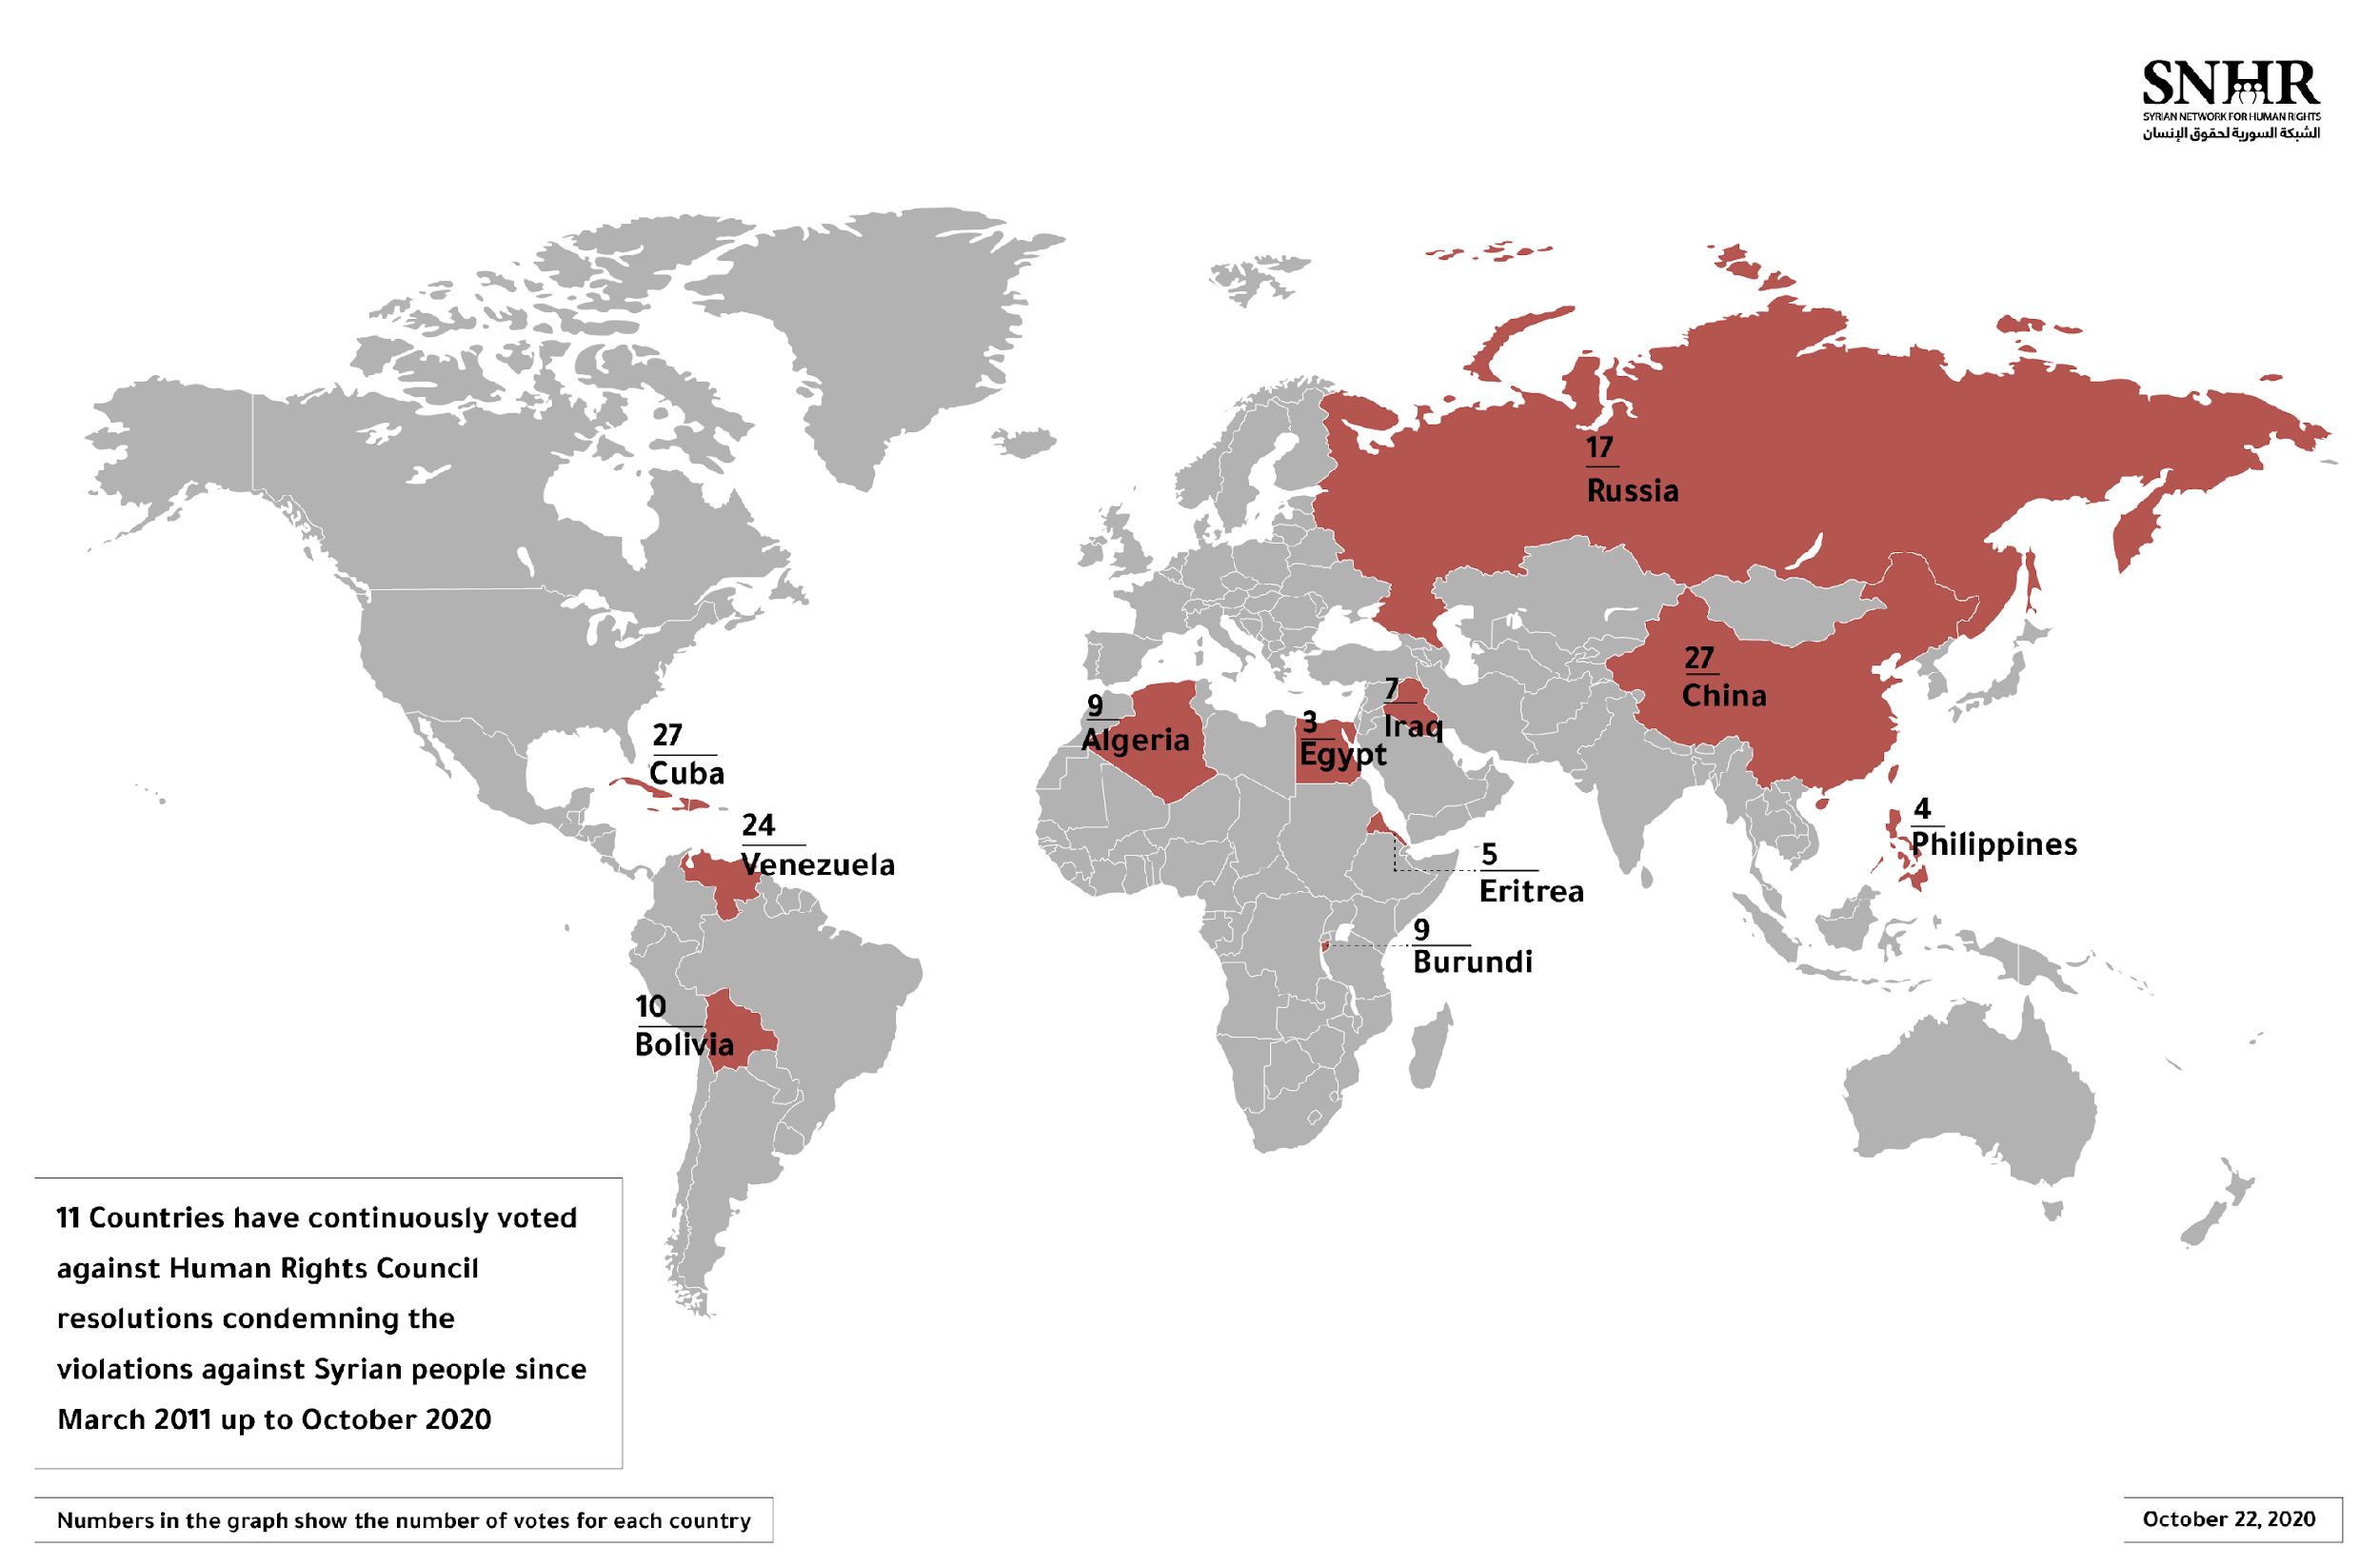 SNHR
SYRIAN NETWORK FOR HUMAN RIGHTS
الشبكة السورية لحقوق الإنسان
17
Russia
27
China
9
Algeria
7
Iraq
3
Egypt
27
Cuba
24
Venezuela
4
Philippines
5
Eritrea
9
Burundi
10
Bolivia
11 Countries have continuously voted
against Human Rights Council
resolutions condemning the
violations against Syrian people since
March 2011 up to October 2020
Numbers in the graph show the number of votes for each country
October 22, 2020